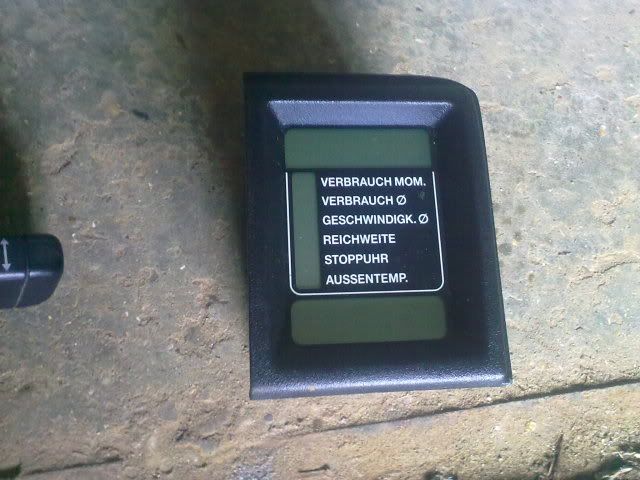 VERBRAUCH MOM.
VERBRAUCH Ø
GESCHWINDIGK. Ø
REICHWEITE
STOPPUHR
AUSSENTEMP.